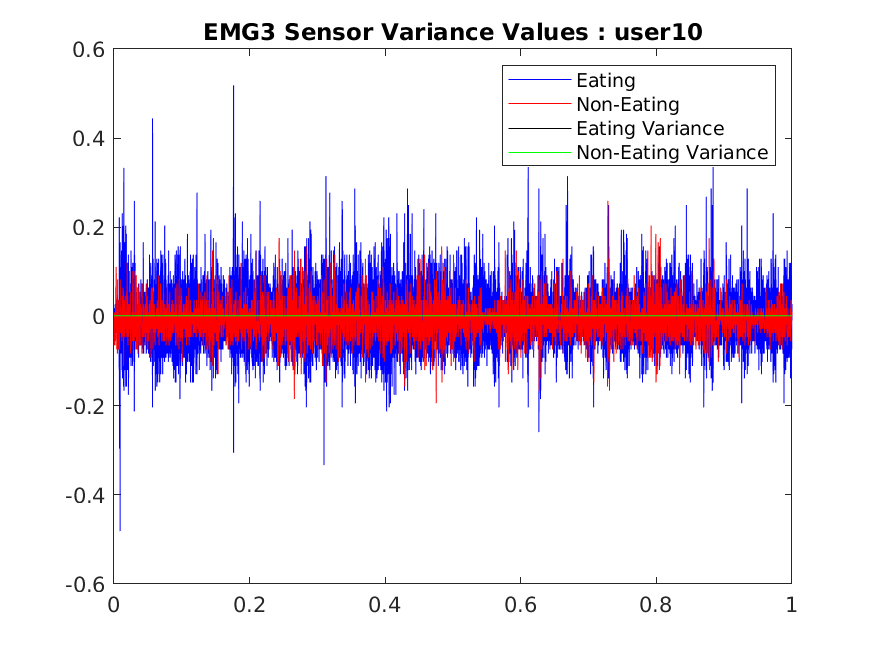 EMG3 Sensor Variance Values : user10
0.6
Eating
Non-Eating
Eating Variance
Non-Eating Variance
0.4
0.2
0
-0.2
-0.4
-0.6
0 0.2 0.4 0.6 0.8 1